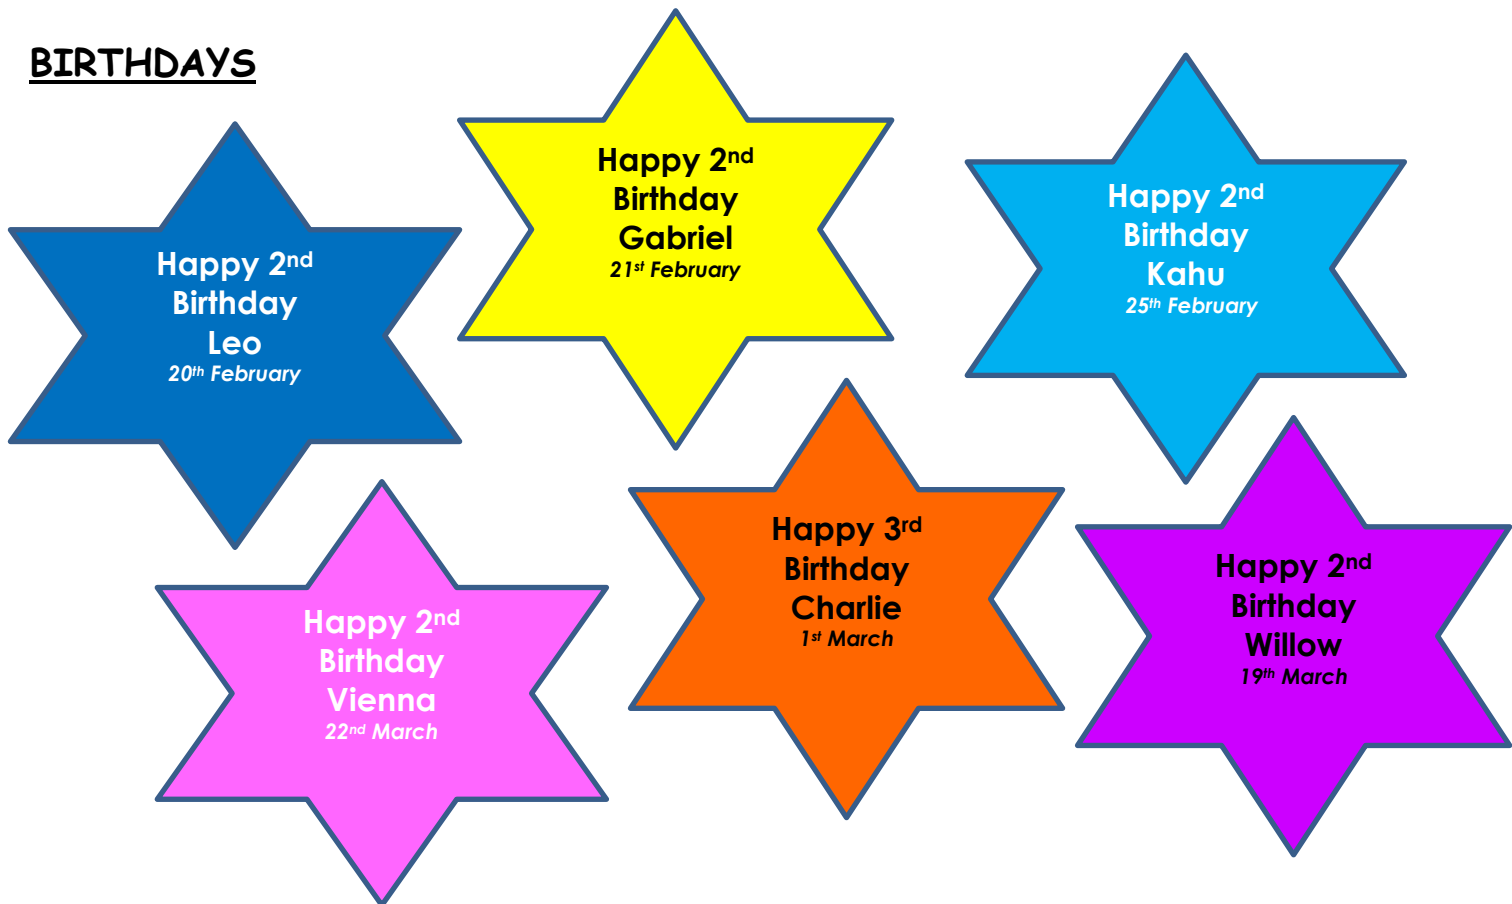 BIRTHDAYS
Happy 2nd
Birthday
Leo
20th February
Happy 2nd
Birthday
Gabriel
21st February
Happy 2nd
Birthday
Kahu
25th February
Happy 2nd
Birthday
Vienna
22nd March
Happy 3rd
Birthday
Charlie
1st March
Happy 2nd
Birthday
Willow
19th March